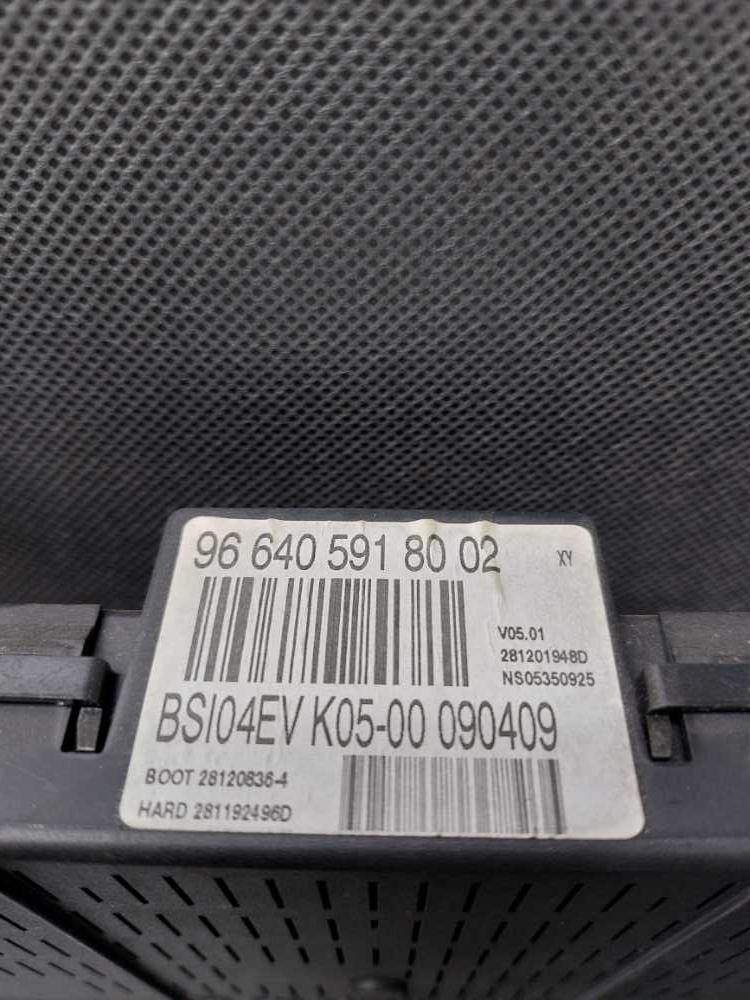 96 640 591 80 02
XY
V05.01
281201948D
NS05350925
BSI04EV K05-00 090409
BOOT 28120836-4
HARD 281192496D